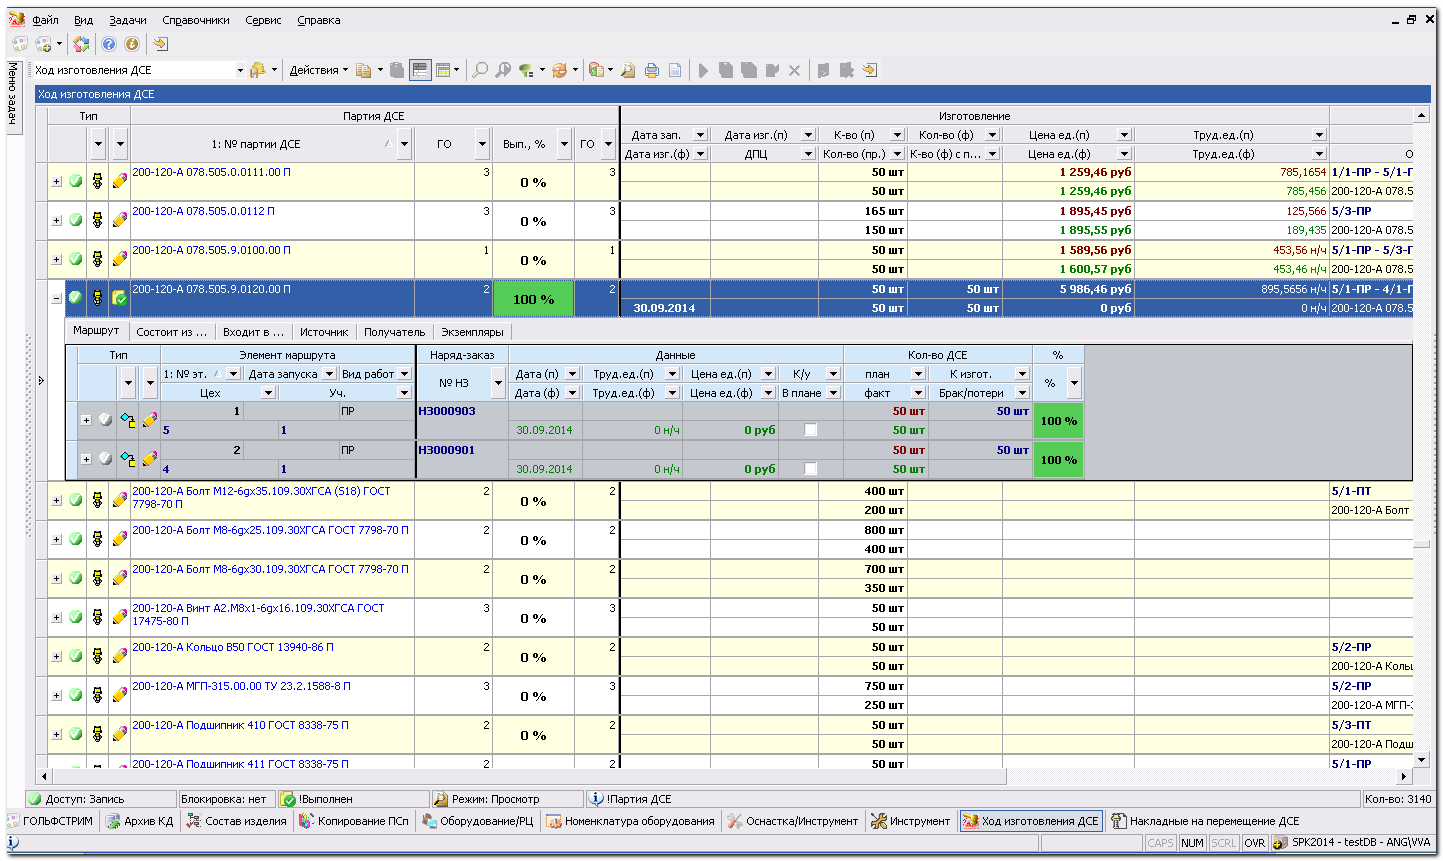 Файл Вид Задачи Справочники Сервис Справка
Меню задач
Ход изготовления ДСЕ Действия
Ход изготовления ДСЕ
Тип Партия ДСЕ Изготовление
1: № партии ДСЕ ГО Вып., % ГО
Дата зап. Дата изг.(п) К-во (п) Кол-во (ф) Цена ед.(п) Труд.ед.(п)
Дата изг.(ф) ДПЦ Кол-во (пр.) К-во (ф) с п... Цена ед.(ф) Труд.ед.(ф) О
200-120-А 078.505.0.0111.00 П 3 0 % 3 50 шт 1 259,46 руб 785,1654 1/1-ПР - 5/1-П
50 шт 1 259,46 руб 785,456 200-120-А 078.5
200-120-А 078.505.0.0112 П 3 0 % 3 165 шт 1 895,45 руб 125,566 5/3-ПР
150 шт 1 895,55 руб 189,435 200-120-А 078.5
200-120-А 078.505.9.0100.00 П 1 0 % 1 50 шт 1 589,56 руб 453,56 н/ч 5/1-ПР - 5/3-П
50 шт 1 600,57 руб 453,46 н/ч 200-120-А 078.5
200-120-А 078.505.9.0120.00 П 2 100 % 2 50 шт 50 шт 5 986,46 руб 895,5656 н/ч 5/1-ПР - 4/1-П
30.09.2014 50 шт 50 шт 0 руб 0 н/ч 200-120-А 078.5
Маршрут Состоит из ... Входит в ... Источник Получатель Экземпляры
Тип Элемент маршрута Наряд-заказ Данные Кол-во ДСЕ %
1: № эт. Дата запуска Вид работ № НЗ Дата (п) Труд.ед.(п) Цена ед.(п) К/у план К изгот. %
Цех Уч. Дата (ф) Труд.ед.(ф) Цена ед.(ф) В плане факт Брак/потери
1 ПР НЗ000903 50 шт 50 шт 100 %
5 1 30.09.2014 0 н/ч 0 руб 50 шт
2 ПР НЗ000901 50 шт 50 шт 100 %
4 1 30.09.2014 0 н/ч 0 руб 50 шт
200-120-А Болт М12-6gx35.109.30ХГСА (S18) ГОСТ 2 0 % 2 400 шт 5/1-ПТ
7798-70 П 200 шт 200-120-А Болт
200-120-А Болт М8-6gx25.109.30ХГСА ГОСТ 7798-70 П 2 0 % 2 800 шт
400 шт
200-120-А Болт М8-6gx30.109.30ХГСА ГОСТ 7798-70 П 2 0 % 2 700 шт
350 шт
200-120-А Винт А2.М8х1-6gx16.109.30ХГСА ГОСТ 3 0 % 3 50 шт
17475-80 П 50 шт
200-120-А Кольцо В50 ГОСТ 13940-86 П 2 0 % 2 50 шт 5/2-ПР
50 шт 200-120-А Коль
200-120-А МГП-315.00.00 ТУ 23.2.1588-8 П 3 0 % 3 750 шт 5/2-ПР
250 шт 200-120-А МГП-3
200-120-А Подшипник 410 ГОСТ 8338-75 П 2 0 % 2 50 шт 5/3-ПТ
50 шт 200-120-А Подш
200-120-А Подшипник 411 ГОСТ 8338-75 П 2 2 50 шт 5/1-ПР
Доступ: Запись Блокировка: нет !Выполнен Режим: Просмотр !Партия ДСЕ Кол-во: 3140
ГОЛЬФСТРИМ Архив КД Состав изделия Копирование ПСп Оборудование/РЦ Номенклатура оборудования Оснастка/Инструмент Инструмент Ход изготовления ДСЕ Накладные на перемещение ДСЕ
CAPS NUM SCRL OVR SPK2014 - testDB - ANG\VVA